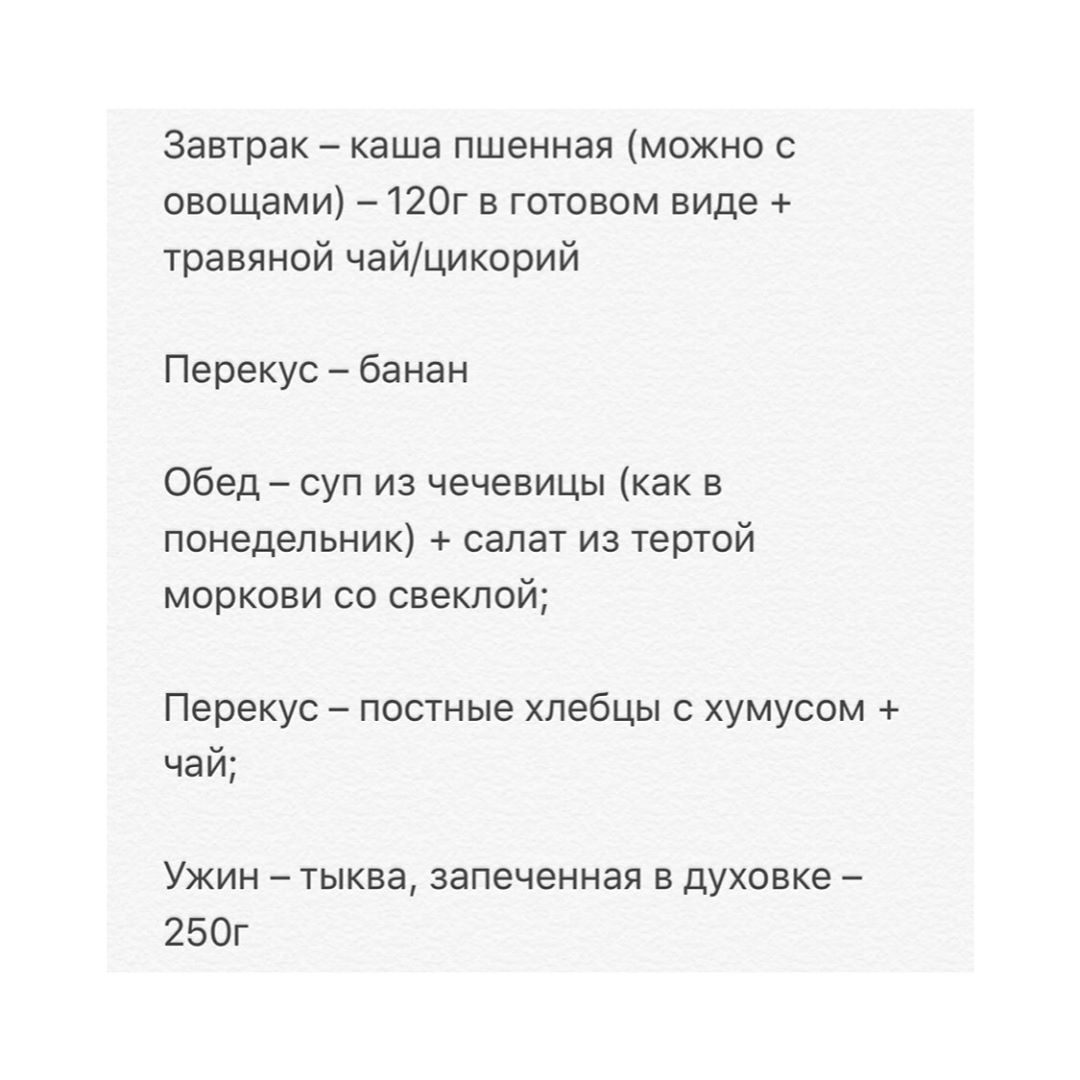 Завтрак – каша пшенная (можно с
овощами) – 120г в готовом виде +
травяной чай/цикорий
Перекус – банан
Обед – суп из чечевицы (как в
понедельник) + салат из тертой
моркови со свеклой;
Перекус – постные хлебцы с хумусом +
чай;
Ужин – тыква, запеченная в духовке –
250г